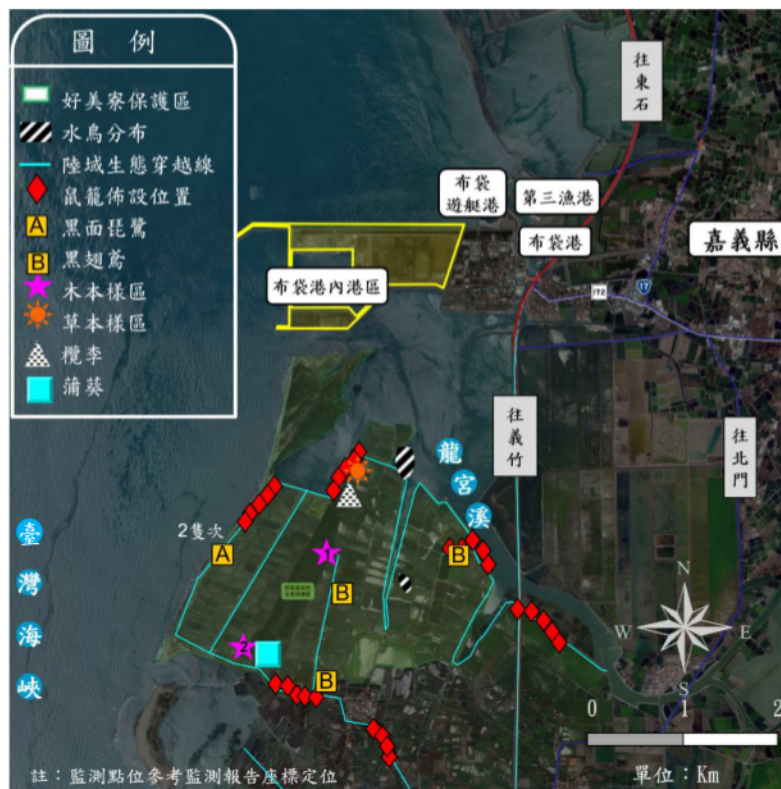 圖例
好美寮保護區
水鳥分布
陸域生態穿越線
鼠籠佈設位置
A 黑面琵鷺
B 黑翅鳶
木本樣區
草本樣區
欖李
蒲葵
往東石
布袋遊艇港
第三漁港
布袋港
嘉義縣
布袋港內港區
172
17
往義竹
往北門
龍宮溪
臺灣海峽
2隻次
A
1
B
B
2
B
N
W E
S
0 1 2
單位：Km
註：監測點位參考監測報告座標定位